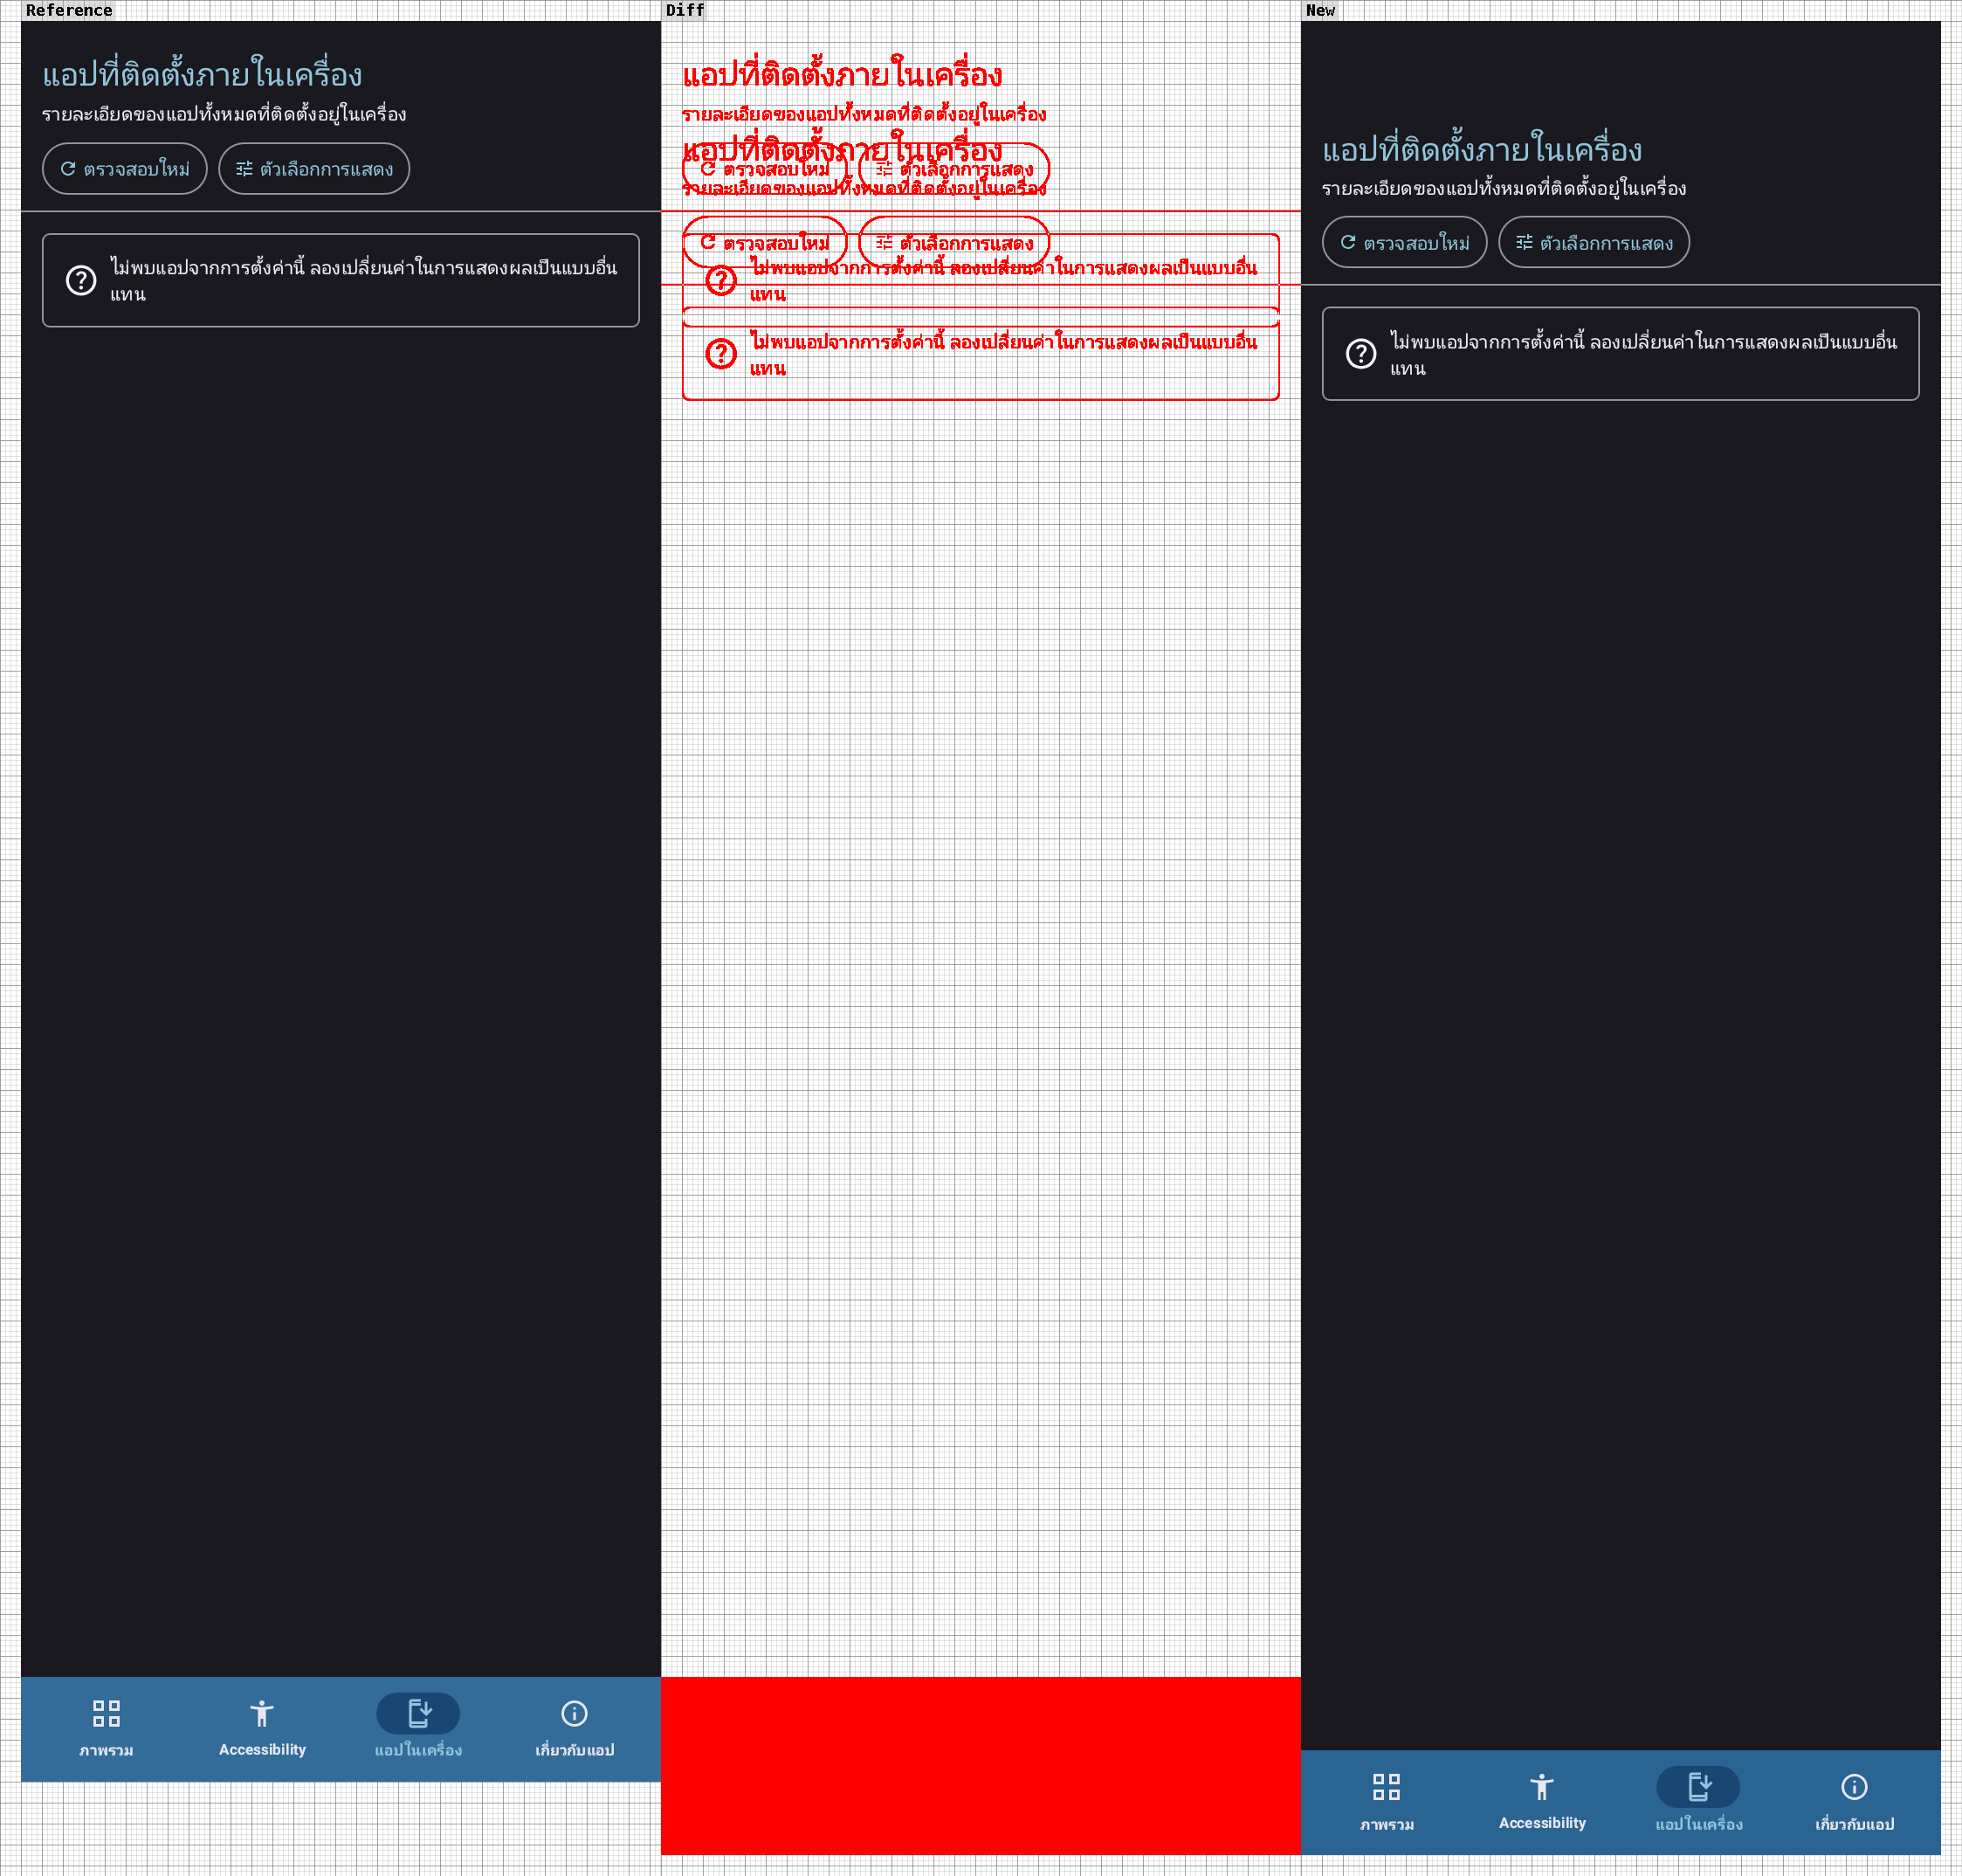 Reference
แอปที่ติดตั้งภายในเครื่อง
รายละเอียดของแอปทั้งหมดที่ติดตั้งอยู่ในเครื่อง
ตรวจสอบใหม่ ตัวเลือกการแสดง
ไม่พบแอปจากการตั้งค่านี้ ลองเปลี่ยนค่าในการแสดงผลเป็นแบบอื่น
แทน
ภาพรวม Accessibility แอปในเครื่อง เกี่ยวกับแอป
Diff
แอปที่ติดตั้งภายในเครื่อง
รายละเอียดของแอปทั้งหมดที่ติดตั้งอยู่ในเครื่อง
แอปที่ติดตั้งภายในเครื่อง
ตรวจสอบใหม่ ตัวเลือกการแสดง
รายละเอียดของแอปทั้งหมดที่ติดตั้งอยู่ในเครื่อง
ตรวจสอบใหม่ ตัวเลือกการแสดง
ไม่พบแอปจากการตั้งค่านี้ ลองเปลี่ยนค่าในการแสดงผลเป็นแบบอื่น
แทน
ไม่พบแอปจากการตั้งค่านี้ ลองเปลี่ยนค่าในการแสดงผลเป็นแบบอื่น
แทน
New
แอปที่ติดตั้งภายในเครื่อง
รายละเอียดของแอปทั้งหมดที่ติดตั้งอยู่ในเครื่อง
ตรวจสอบใหม่ ตัวเลือกการแสดง
ไม่พบแอปจากการตั้งค่านี้ ลองเปลี่ยนค่าในการแสดงผลเป็นแบบอื่น
แทน
ภาพรวม Accessibility แอปในเครื่อง เกี่ยวกับแอป